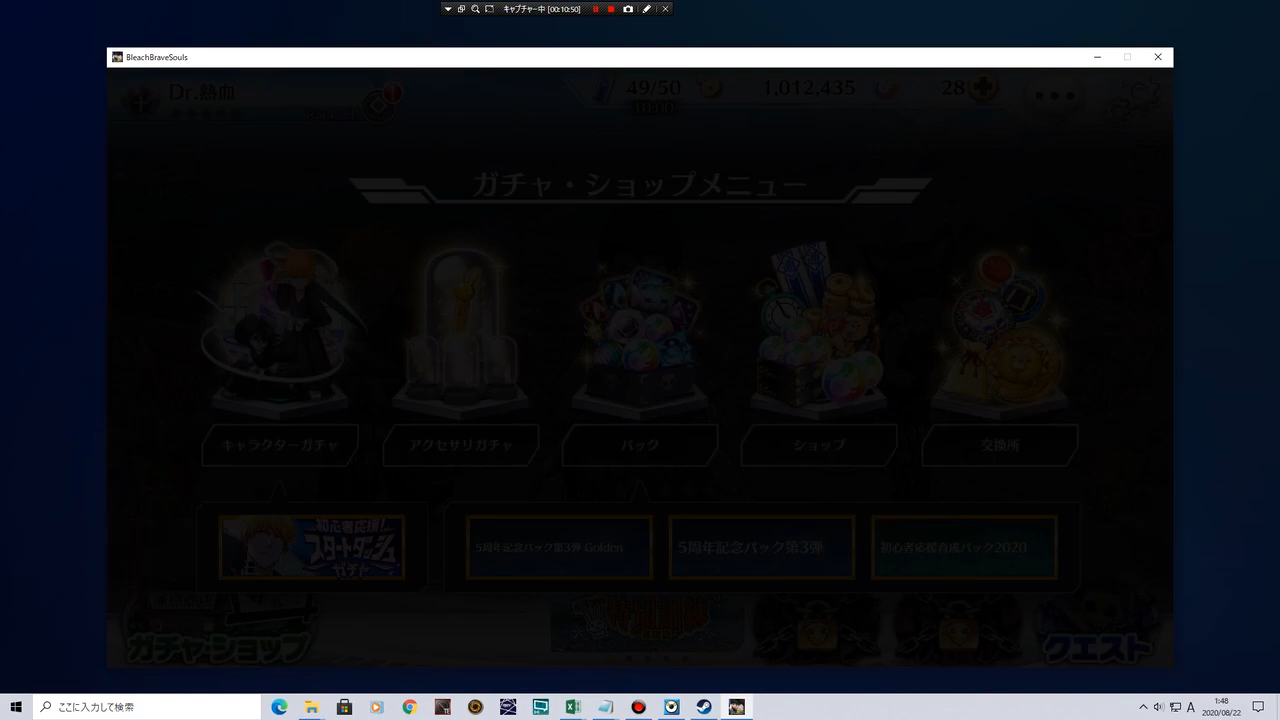 キャプチャー中 [00:10:50]
BleachBraveSouls
Dr.熱血
49/50
1,012,435
28
ガチャ・ショップメニュー
キャラクターガチャ
アクセサリガチャ
パック
ショップ
交換所
初心者応援!
スタートダッシュ
ガチャ
5周年記念パック第3弾 Golden
5周年記念パック第3弾
初心者応援育成パック2020
ガチャ・ショップ
クエスト
ここに入力して検索
A
1:48
2020/08/22